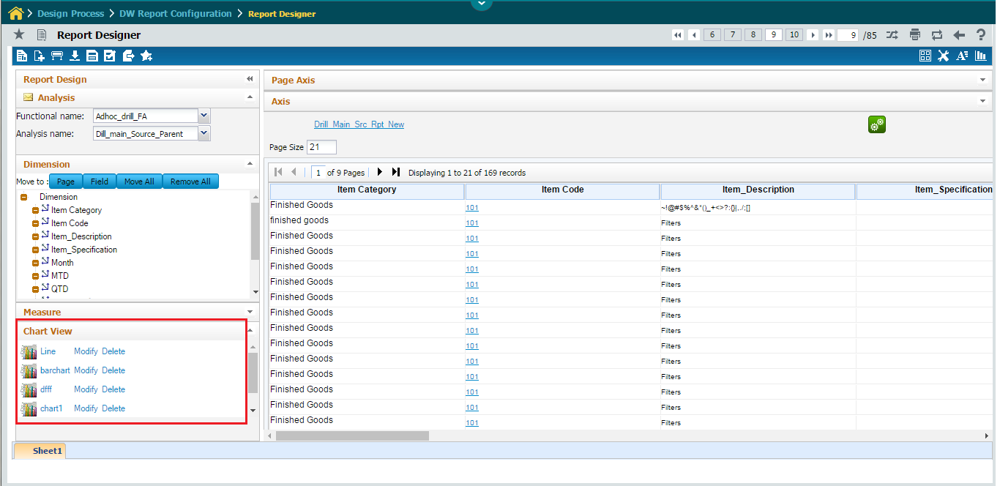 Design Process DW Report Configuration Report Designer
Report Designer 6 7 8 9 10 9 /85
Report Design
Analysis
Functional name: Adhoc_drill_FA
Analysis name: Dill_main_Source_Parent
Dimension
Move to : Page Field Move All Remove All
Dimension
Item Category
Item Code
Item_Description
Item_Specification
Month
MTD
QTD
Measure
Chart View
Line Modify Delete
barchart Modify Delete
dfff Modify Delete
chart1 Modify Delete
Page Axis
Axis
Drill_Main_Src_Rpt_New
Page Size 21
1 of 9 Pages Displaying 1 to 21 of 169 records
Item Category Item Code Item_Description Item_Specification
Finished Goods 101 ~!@#$%^&*()_+<>?:{}|,./;[]
finished goods 101 Filters
Finished Goods 101 Filters
Finished Goods 101 Filters
Finished Goods 101 Filters
Finished Goods 101 Filters
Finished Goods 101 Filters
Finished Goods 101 Filters
Finished Goods 101 Filters
Finished Goods 101 Filters
Finished Goods 101 Filters
Finished Goods 101 Filters
Finished Goods 101 Filters
Finished Goods 101 Filters
Finished Goods 101 Filters
Sheet1